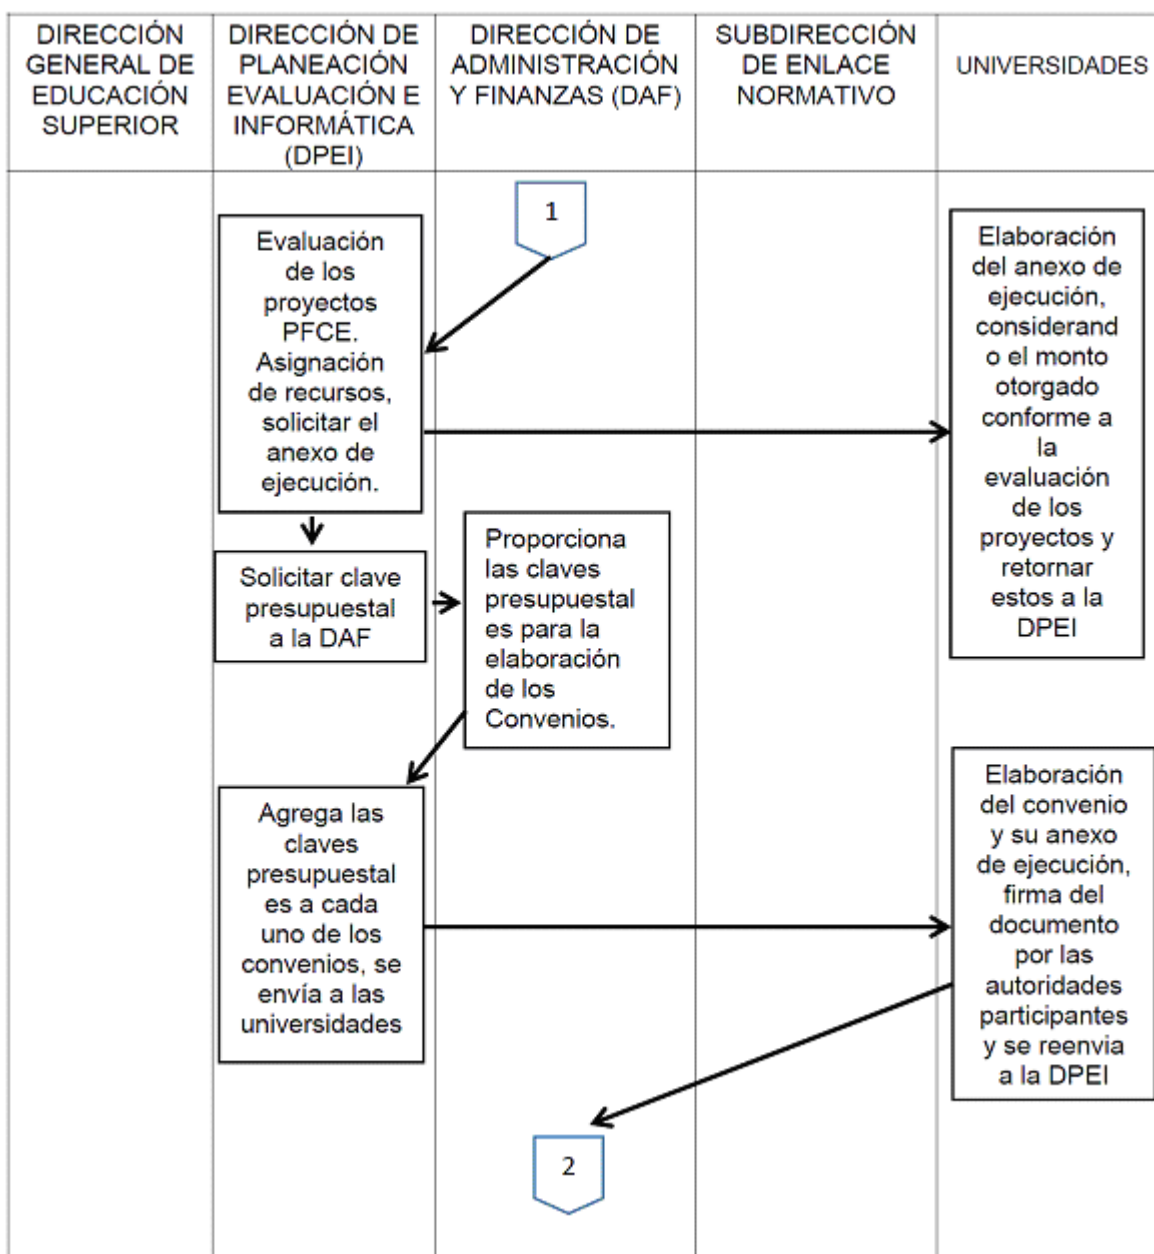 DIRECCIÓN
GENERAL DE
EDUCACIÓN
SUPERIOR
DIRECCIÓN DE
PLANEACIÓN
EVALUACIÓN E
INFORMÁTICA
(DPEI)
DIRECCIÓN DE
ADMINISTRACIÓN
Y FINANZAS (DAF)
SUBDIRECCIÓN
DE ENLACE
NORMATIVO
UNIVERSIDADES
1
Evaluación
de los
proyectos
PFCE.
Asignación
de recursos,
solicitar el
anexo de
ejecución.
Elaboración
del anexo de
ejecución,
considerand
o el monto
otorgado
conforme a
la
evaluación
de los
proyectos y
retornar
estos a la
DPEI
Solicitar clave
presupuestal
a la DAF
Proporciona
las claves
presupuestal
es para la
elaboración
de los
Convenios.
Agrega las
claves
presupuestal
es a cada
uno de los
convenios, se
envía a las
universidades
Elaboración
del convenio
y su anexo
de ejecución,
firma del
documento
por las
autoridades
participantes
y se reenvia
a la DPEI
2